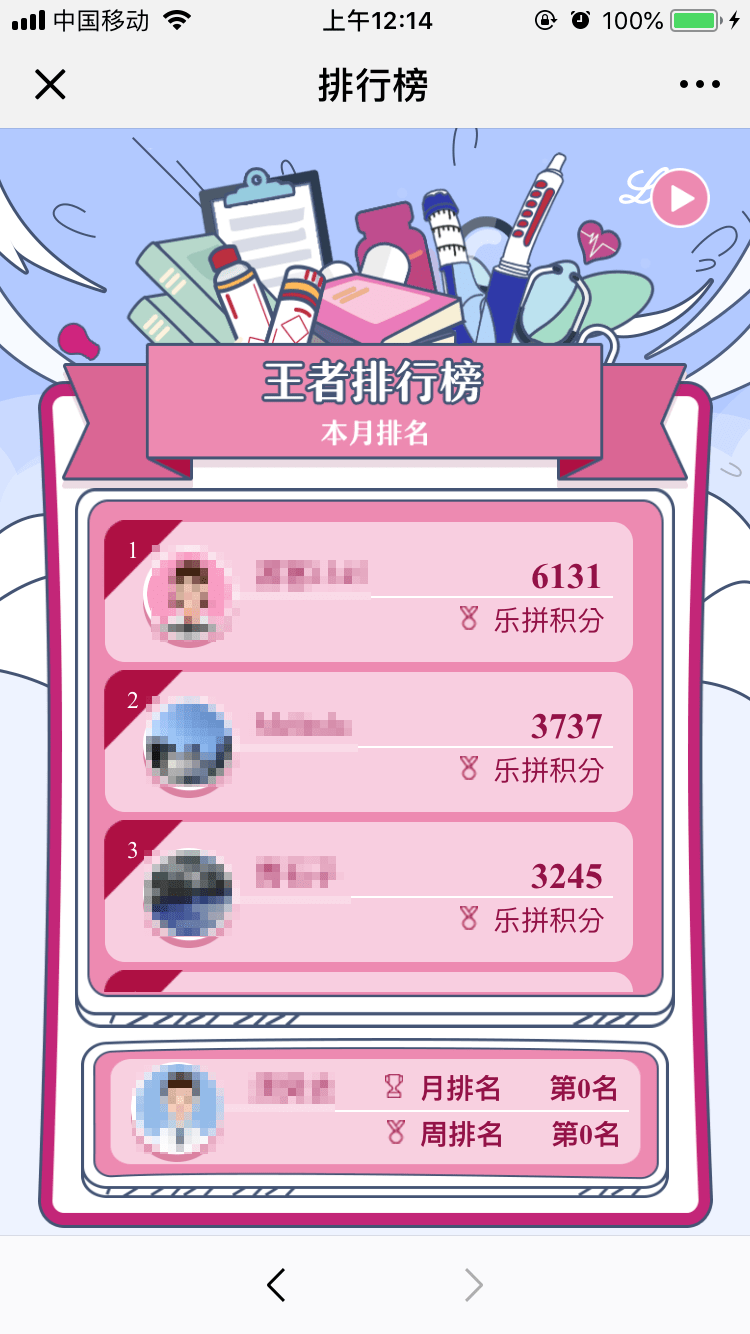 中国移动 上午12:14 100%
排行榜
王者排行榜
本月排名
1
6131
乐拼积分
2
3737
乐拼积分
3
3245
乐拼积分
月排名 第0名
周排名 第0名